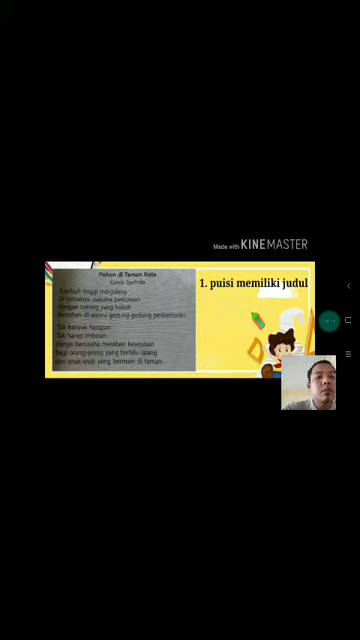 Made with KINEMASTER
Pohon di Taman Kota
Karya: Syafrida
Tumbuh tinggi menjulang
Di ramainya suasana perkotaan
dengan batang yang kokoh
Bertahan di antara gedung-gedung perkantoran
Tak banyak harapan
Tak harap imbalan
Hanya berusaha memberi kesejukan
Bagi orang-orang yang berlalu-lalang
dan anak-anak yang bermain di taman
1. puisi memiliki judul